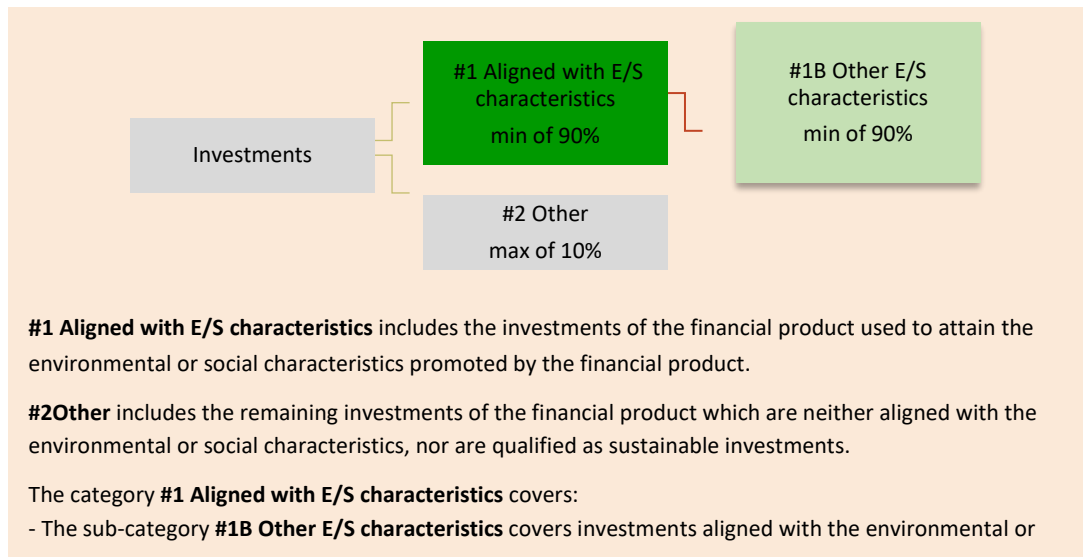 #1 Aligned with E/S
characteristics
min of 90%
#1B Other E/S
characteristics
min of 90%
Investments
#2 Other
max of 10%
#1 Aligned with E/S characteristics includes the investments of the financial product used to attain the
environmental or social characteristics promoted by the financial product.
#2Other includes the remaining investments of the financial product which are neither aligned with the
environmental or social characteristics, nor are qualified as sustainable investments.
The category #1 Aligned with E/S characteristics covers:
- The sub-category #1B Other E/S characteristics covers investments aligned with the environmental or